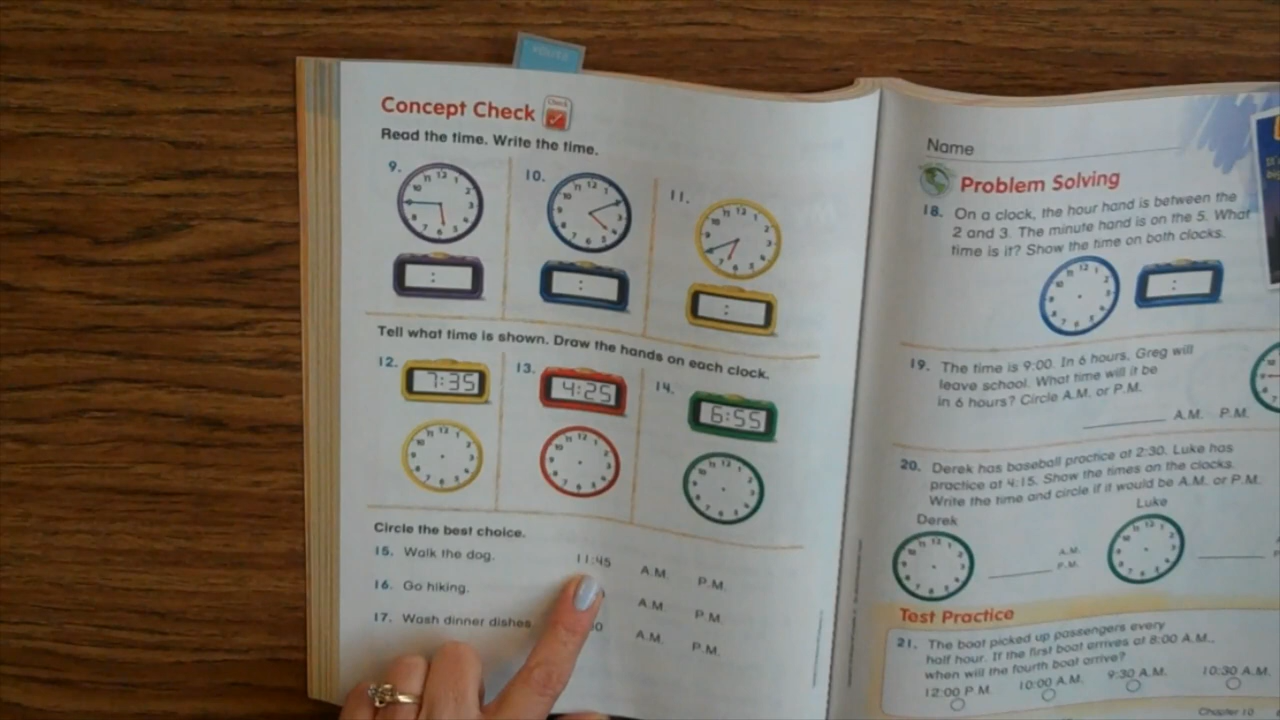 Concept Check
Check
Read the time. Write the time.
9.
10.
11.
:
:
:
Tell what time is shown. Draw the hands on each clock.
12.
13.
14.
7:35
4:25
6:55
Circle the best choice.
15. Walk the dog. 11:45 A.M. P.M.
16. Go hiking. A.M. P.M.
17. Wash dinner dishes A.M. P.M.
Name
Problem Solving
18. On a clock, the hour hand is between the
2 and 3. The minute hand is on the 5. What
time is it? Show the time on both clocks.
:
19. The time is 9:00. In 6 hours, Greg will
leave school. What time will it be
in 6 hours? Circle A.M. or P.M.
A.M. P.M.
20. Derek has baseball practice at 2:30. Luke has
practice at 4:15. Show the times on the clocks.
Write the time and circle if it would be A.M. or P.M.
Derek
Luke
A.M.
P.M.
Test Practice
21. The boat picked up passengers every
half hour. If the first boat arrives at 8:00 A.M.,
when will the fourth boat arrive?
12:00 P.M. 10:00 A.M. 9:30 A.M. 10:30 A.M.
Chapter 10